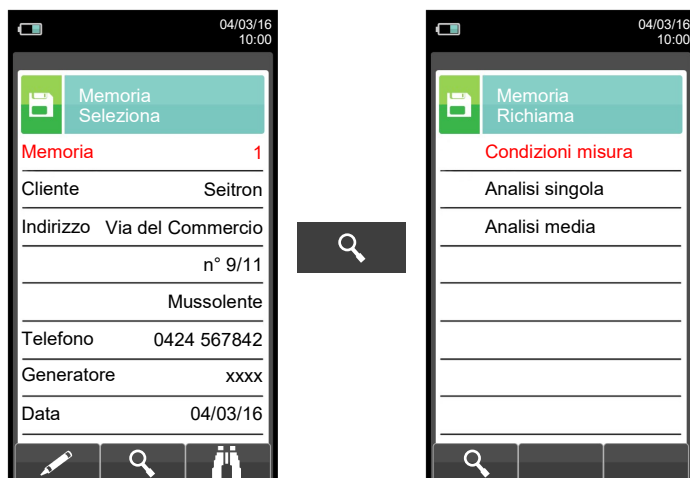 04/03/16
10:00
Memoria
Seleziona
Memoria 1
Cliente Seitron
Indirizzo Via del Commercio
n° 9/11
Mussolente
Telefono 0424 567842
Generatore xxxx
Data 04/03/16
04/03/16
10:00
Memoria
Richiama
Condizioni misura
Analisi singola
Analisi media